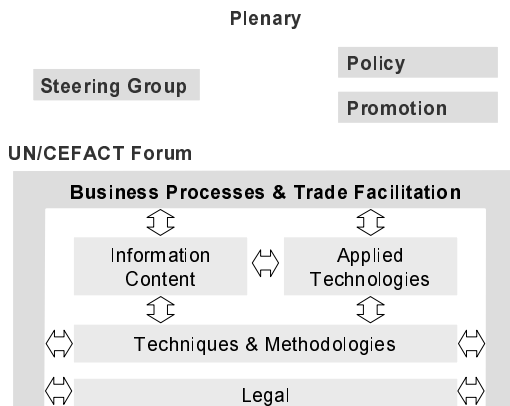 Plenary
Steering Group
Policy
Promotion
UN/CEFACT Forum
Business Processes & Trade Facilitation
Information
Content
Applied
Technologies
Techniques & Methodologies
Legal